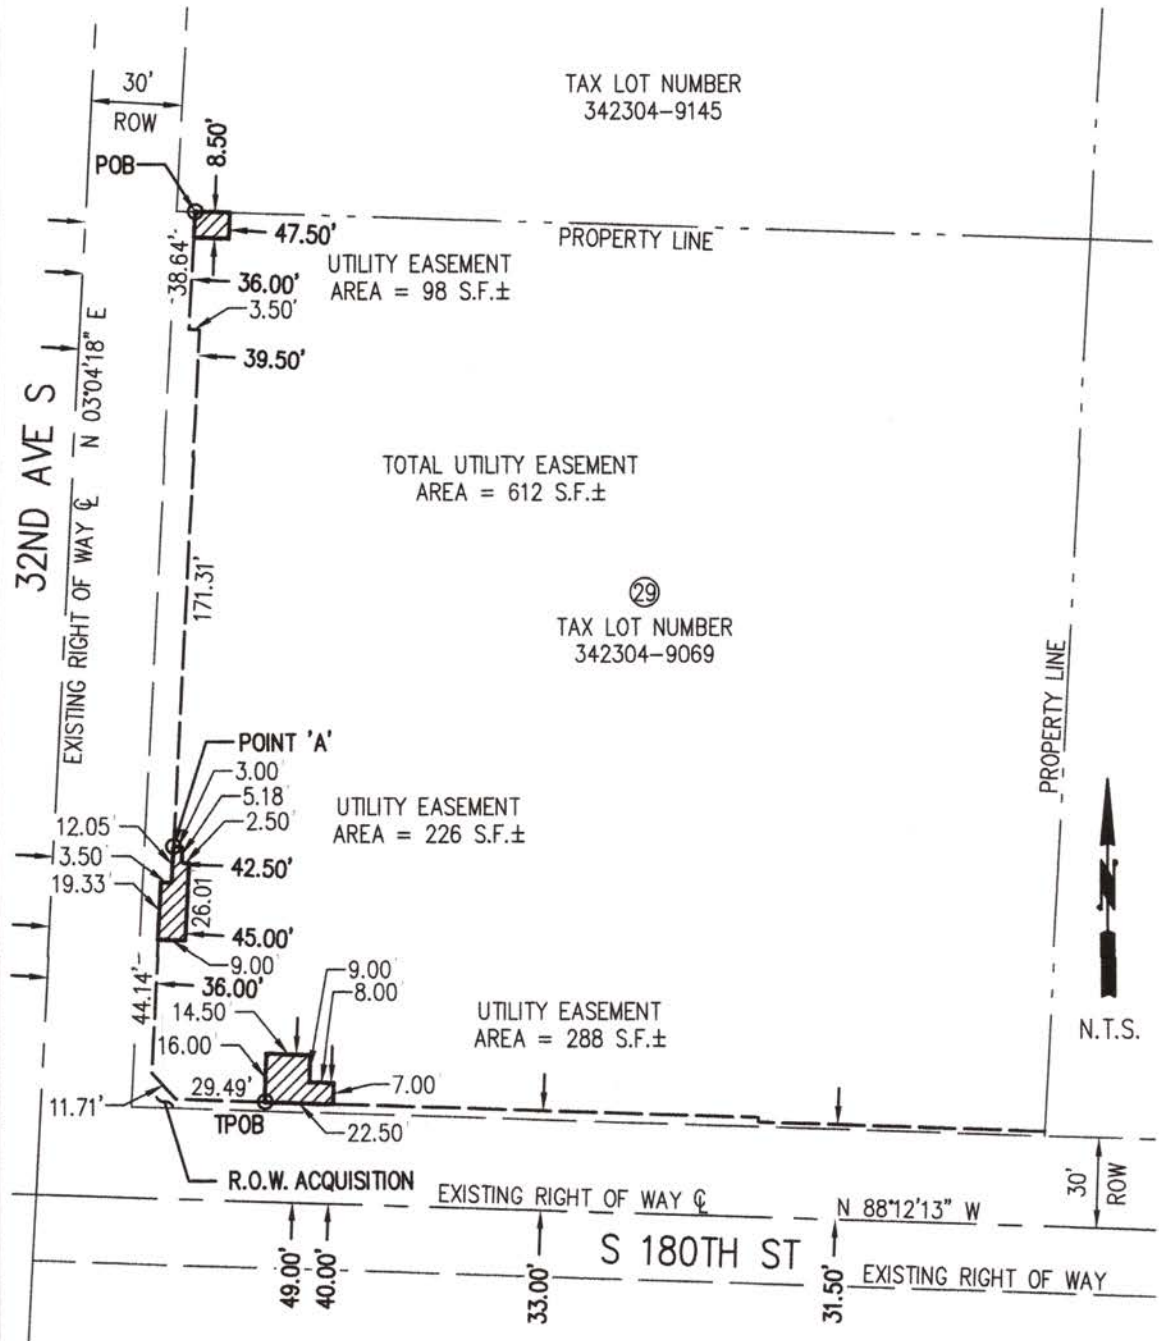 TAX LOT NUMBER
342304-9145
30'
ROW
8.50'
POB
47.50'
PROPERTY LINE
38.64'
UTILITY EASEMENT
AREA = 98 S.F.±
36.00'
3.50'
39.50'
N 03°04'18" E
32ND AVE S
EXISTING RIGHT OF WAY ℄
TOTAL UTILITY EASEMENT
AREA = 612 S.F.±
171.31'
29
TAX LOT NUMBER
342304-9069
PROPERTY LINE
POINT 'A'
3.00'
5.18'
2.50'
UTILITY EASEMENT
AREA = 226 S.F.±
12.05'
3.50'
42.50'
19.33'
26.01
45.00'
9.00'
44.14'
36.00'
9.00'
8.00'
14.50'
16.00'
UTILITY EASEMENT
AREA = 288 S.F.±
N
N.T.S.
29.49'
7.00'
11.71'
TPOB
22.50'
R.O.W. ACQUISITION
EXISTING RIGHT OF WAY ℄
N 88°12'13" W
30'
ROW
49.00'
40.00'
33.00'
S 180TH ST
31.50'
EXISTING RIGHT OF WAY